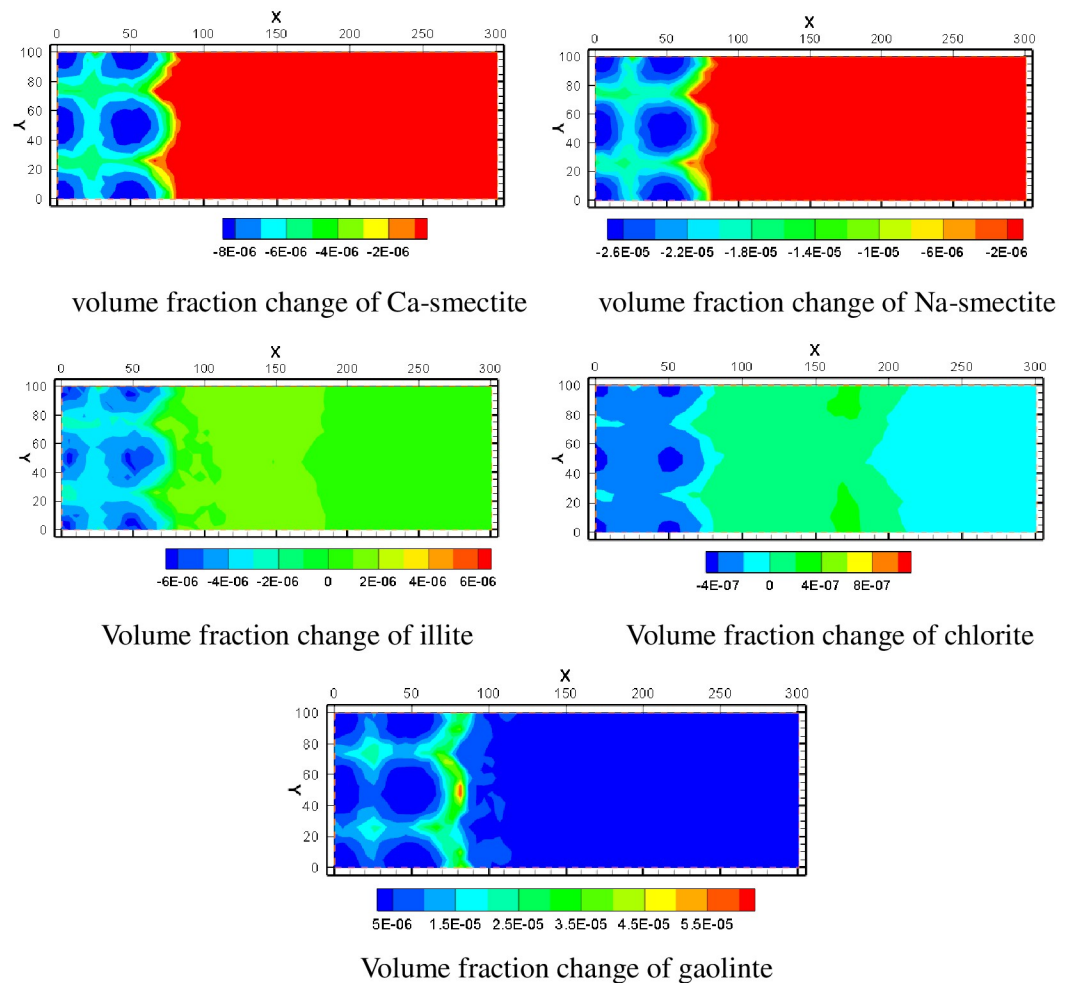 X
X
0 50 100 150 200 250 300
0 50 100 150 200 250 300
100
80
60
40
20
0
Y
100
80
60
40
20
0
Y
-8E-06 -6E-06 -4E-06 -2E-06
-2.6E-05 -2.2E-05 -1.8E-05 -1.4E-05 -1E-05 -6E-06 -2E-06
volume fraction change of Ca-smectite
volume fraction change of Na-smectite
X
X
0 50 100 150 200 250 300
0 50 100 150 200 250 300
100
80
60
40
20
0
Y
100
80
60
40
20
0
Y
-6E-06 -4E-06 -2E-06 0 2E-06 4E-06 6E-06
-4E-07 0 4E-07 8E-07
Volume fraction change of illite
Volume fraction change of chlorite
X
0 50 100 150 200 250 300
100
80
60
40
20
0
Y
5E-06 1.5E-05 2.5E-05 3.5E-05 4.5E-05 5.5E-05
Volume fraction change of gaolinte